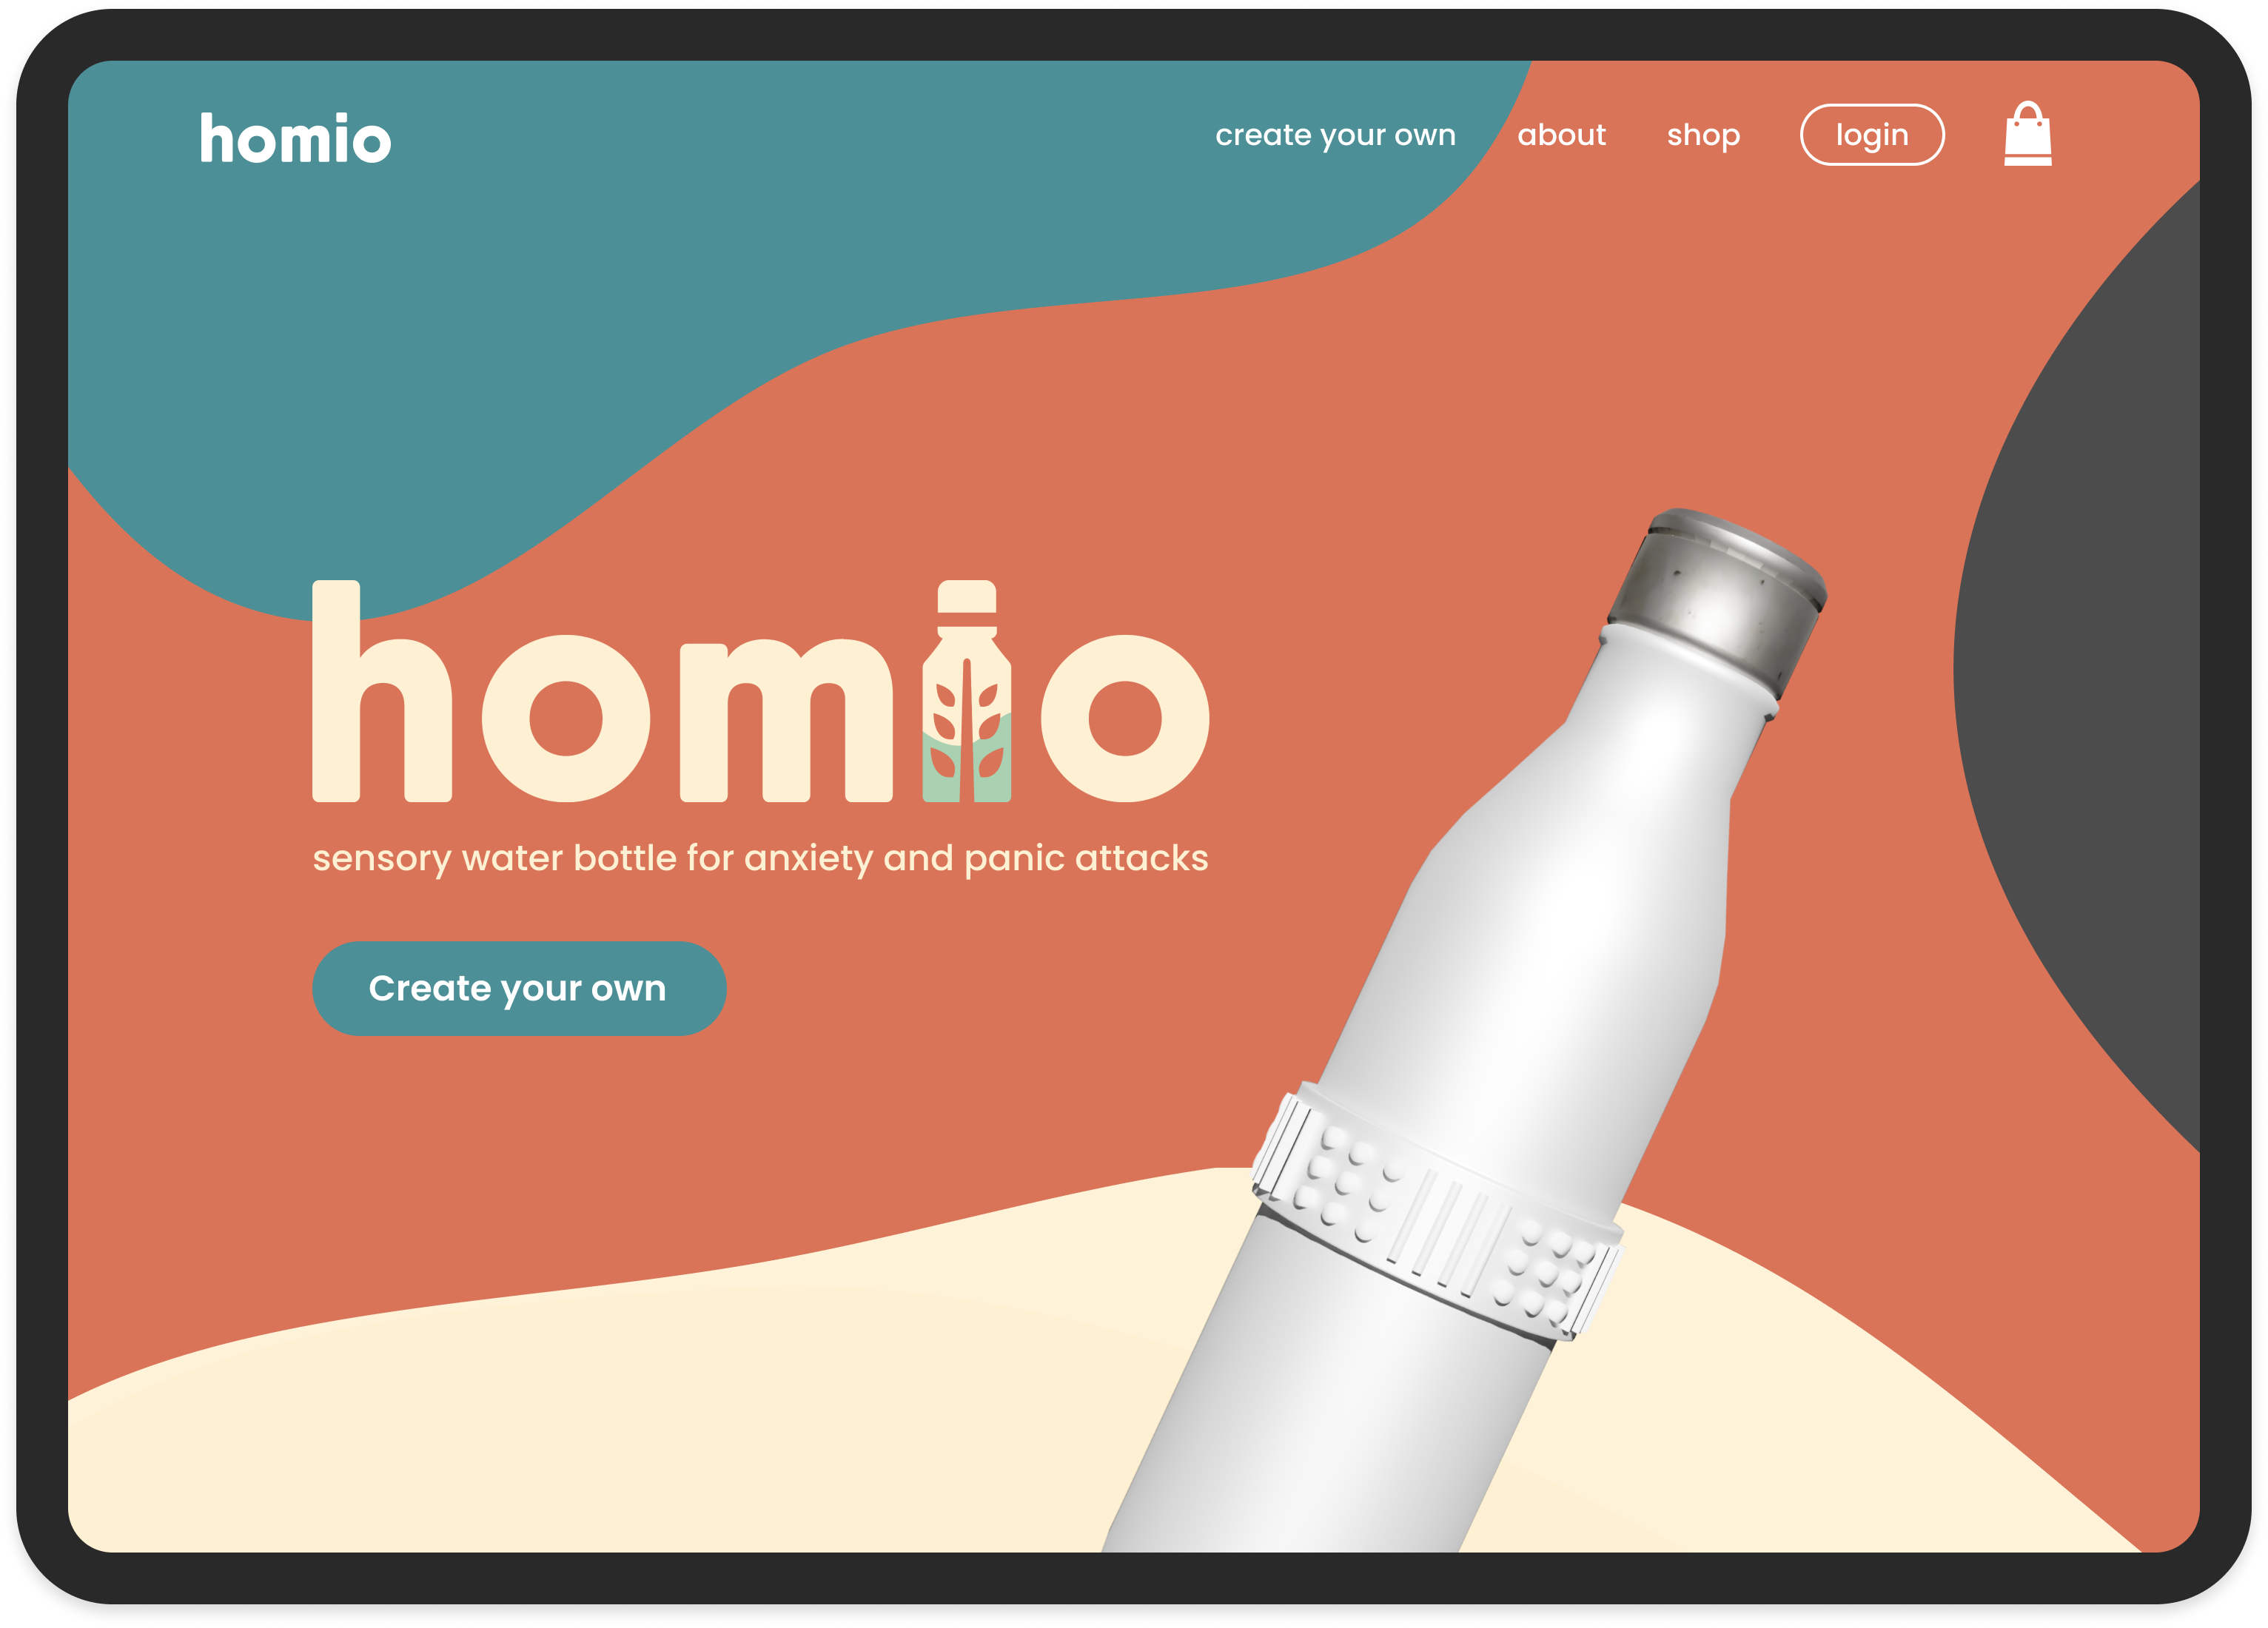 homio
create your own
about
shop
login
homio
sensory water bottle for anxiety and panic attacks
Create your own